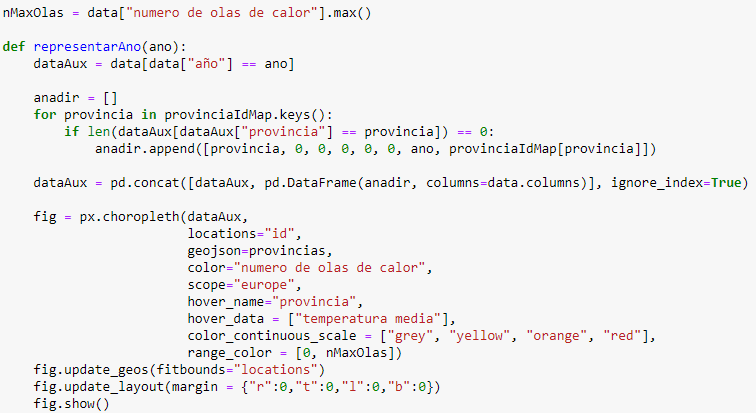 nMaxOlas = data["numero de olas de calor"].max()

def representarAno(ano):
    dataAux = data[data["año"] == ano]

    anadir = []
    for provincia in provinciaIdMap.keys():
        if len(dataAux[dataAux["provincia"] == provincia]) == 0:
            anadir.append([provincia, 0, 0, 0, 0, 0, ano, provinciaIdMap[provincia]])

    dataAux = pd.concat([dataAux, pd.DataFrame(anadir, columns=data.columns)], ignore_index=True)

    fig = px.choropleth(dataAux,
                        locations="id",
                        geojson=provincias,
                        color="numero de olas de calor",
                        scope="europe",
                        hover_name="provincia",
                        hover_data = ["temperatura media"],
                        color_continuous_scale = ["grey", "yellow", "orange", "red"],
                        range_color = [0, nMaxOlas])
    fig.update_geos(fitbounds="locations")
    fig.update_layout(margin = {"r":0,"t":0,"l":0,"b":0})
    fig.show()